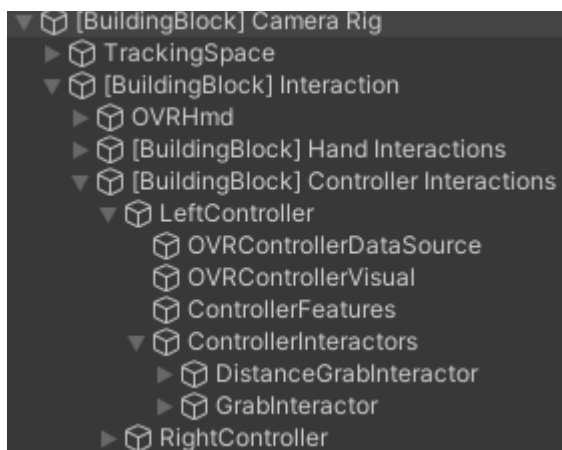 [BuildingBlock] Camera Rig
TrackingSpace
[BuildingBlock] Interaction
OVRHmd
[BuildingBlock] Hand Interactions
[BuildingBlock] Controller Interactions
LeftController
OVRControllerDataSource
OVRControllerVisual
ControllerFeatures
ControllerInteractors
DistanceGrabInteractor
GrabInteractor
RightController